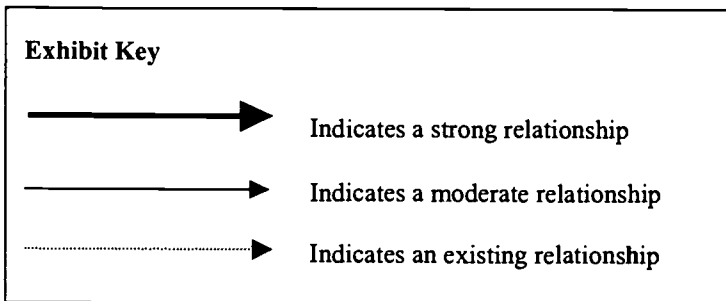 Exhibit Key
Indicates a strong relationship
Indicates a moderate relationship
Indicates an existing relationship